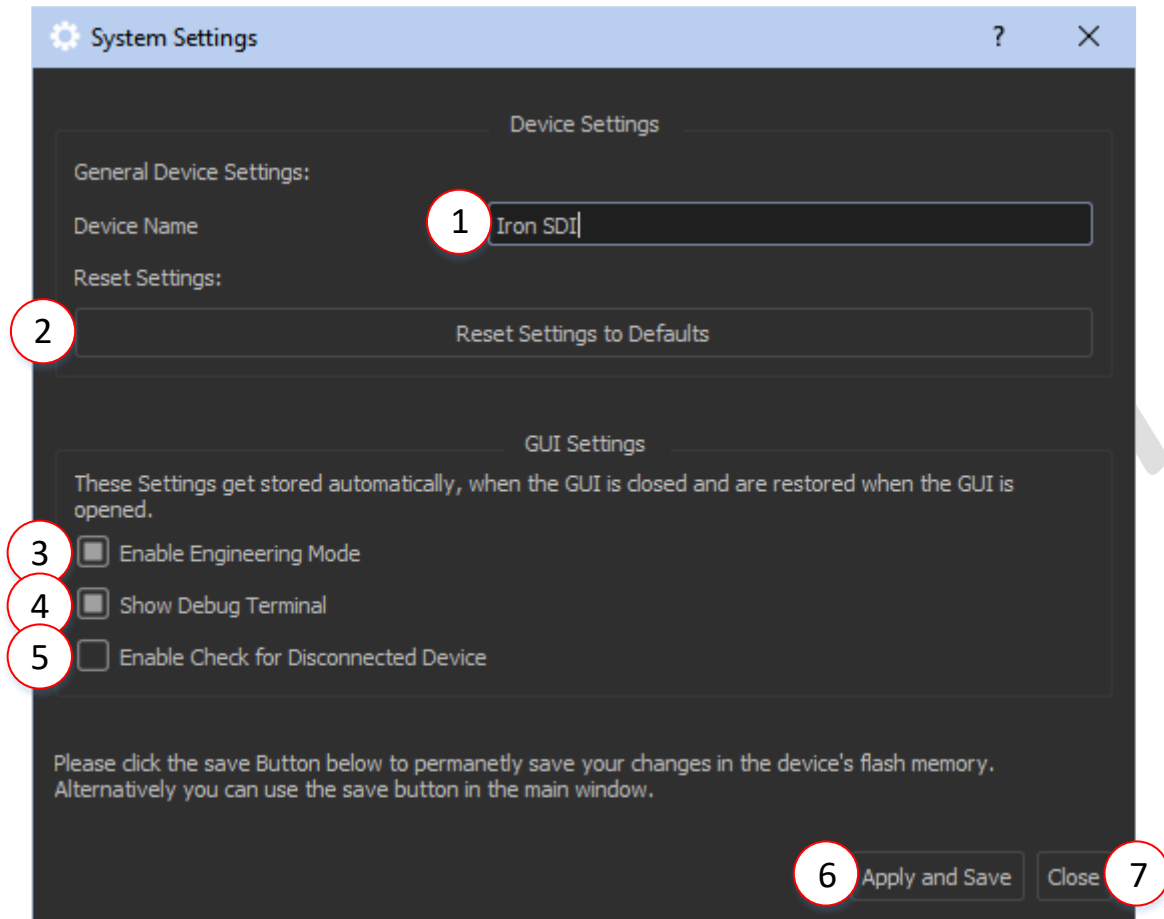 System Settings ?
Device Settings
General Device Settings:
Device Name 1 Iron SDI
Reset Settings:
2 Reset Settings to Defaults
GUI Settings
These Settings get stored automatically, when the GUI is closed and are restored when the GUI is
opened.
3 Enable Engineering Mode
4 Show Debug Terminal
5 Enable Check for Disconnected Device
Please click the save Button below to permanetly save your changes in the device's flash memory.
Alternatively you can use the save button in the main window.
6 Apply and Save Close 7